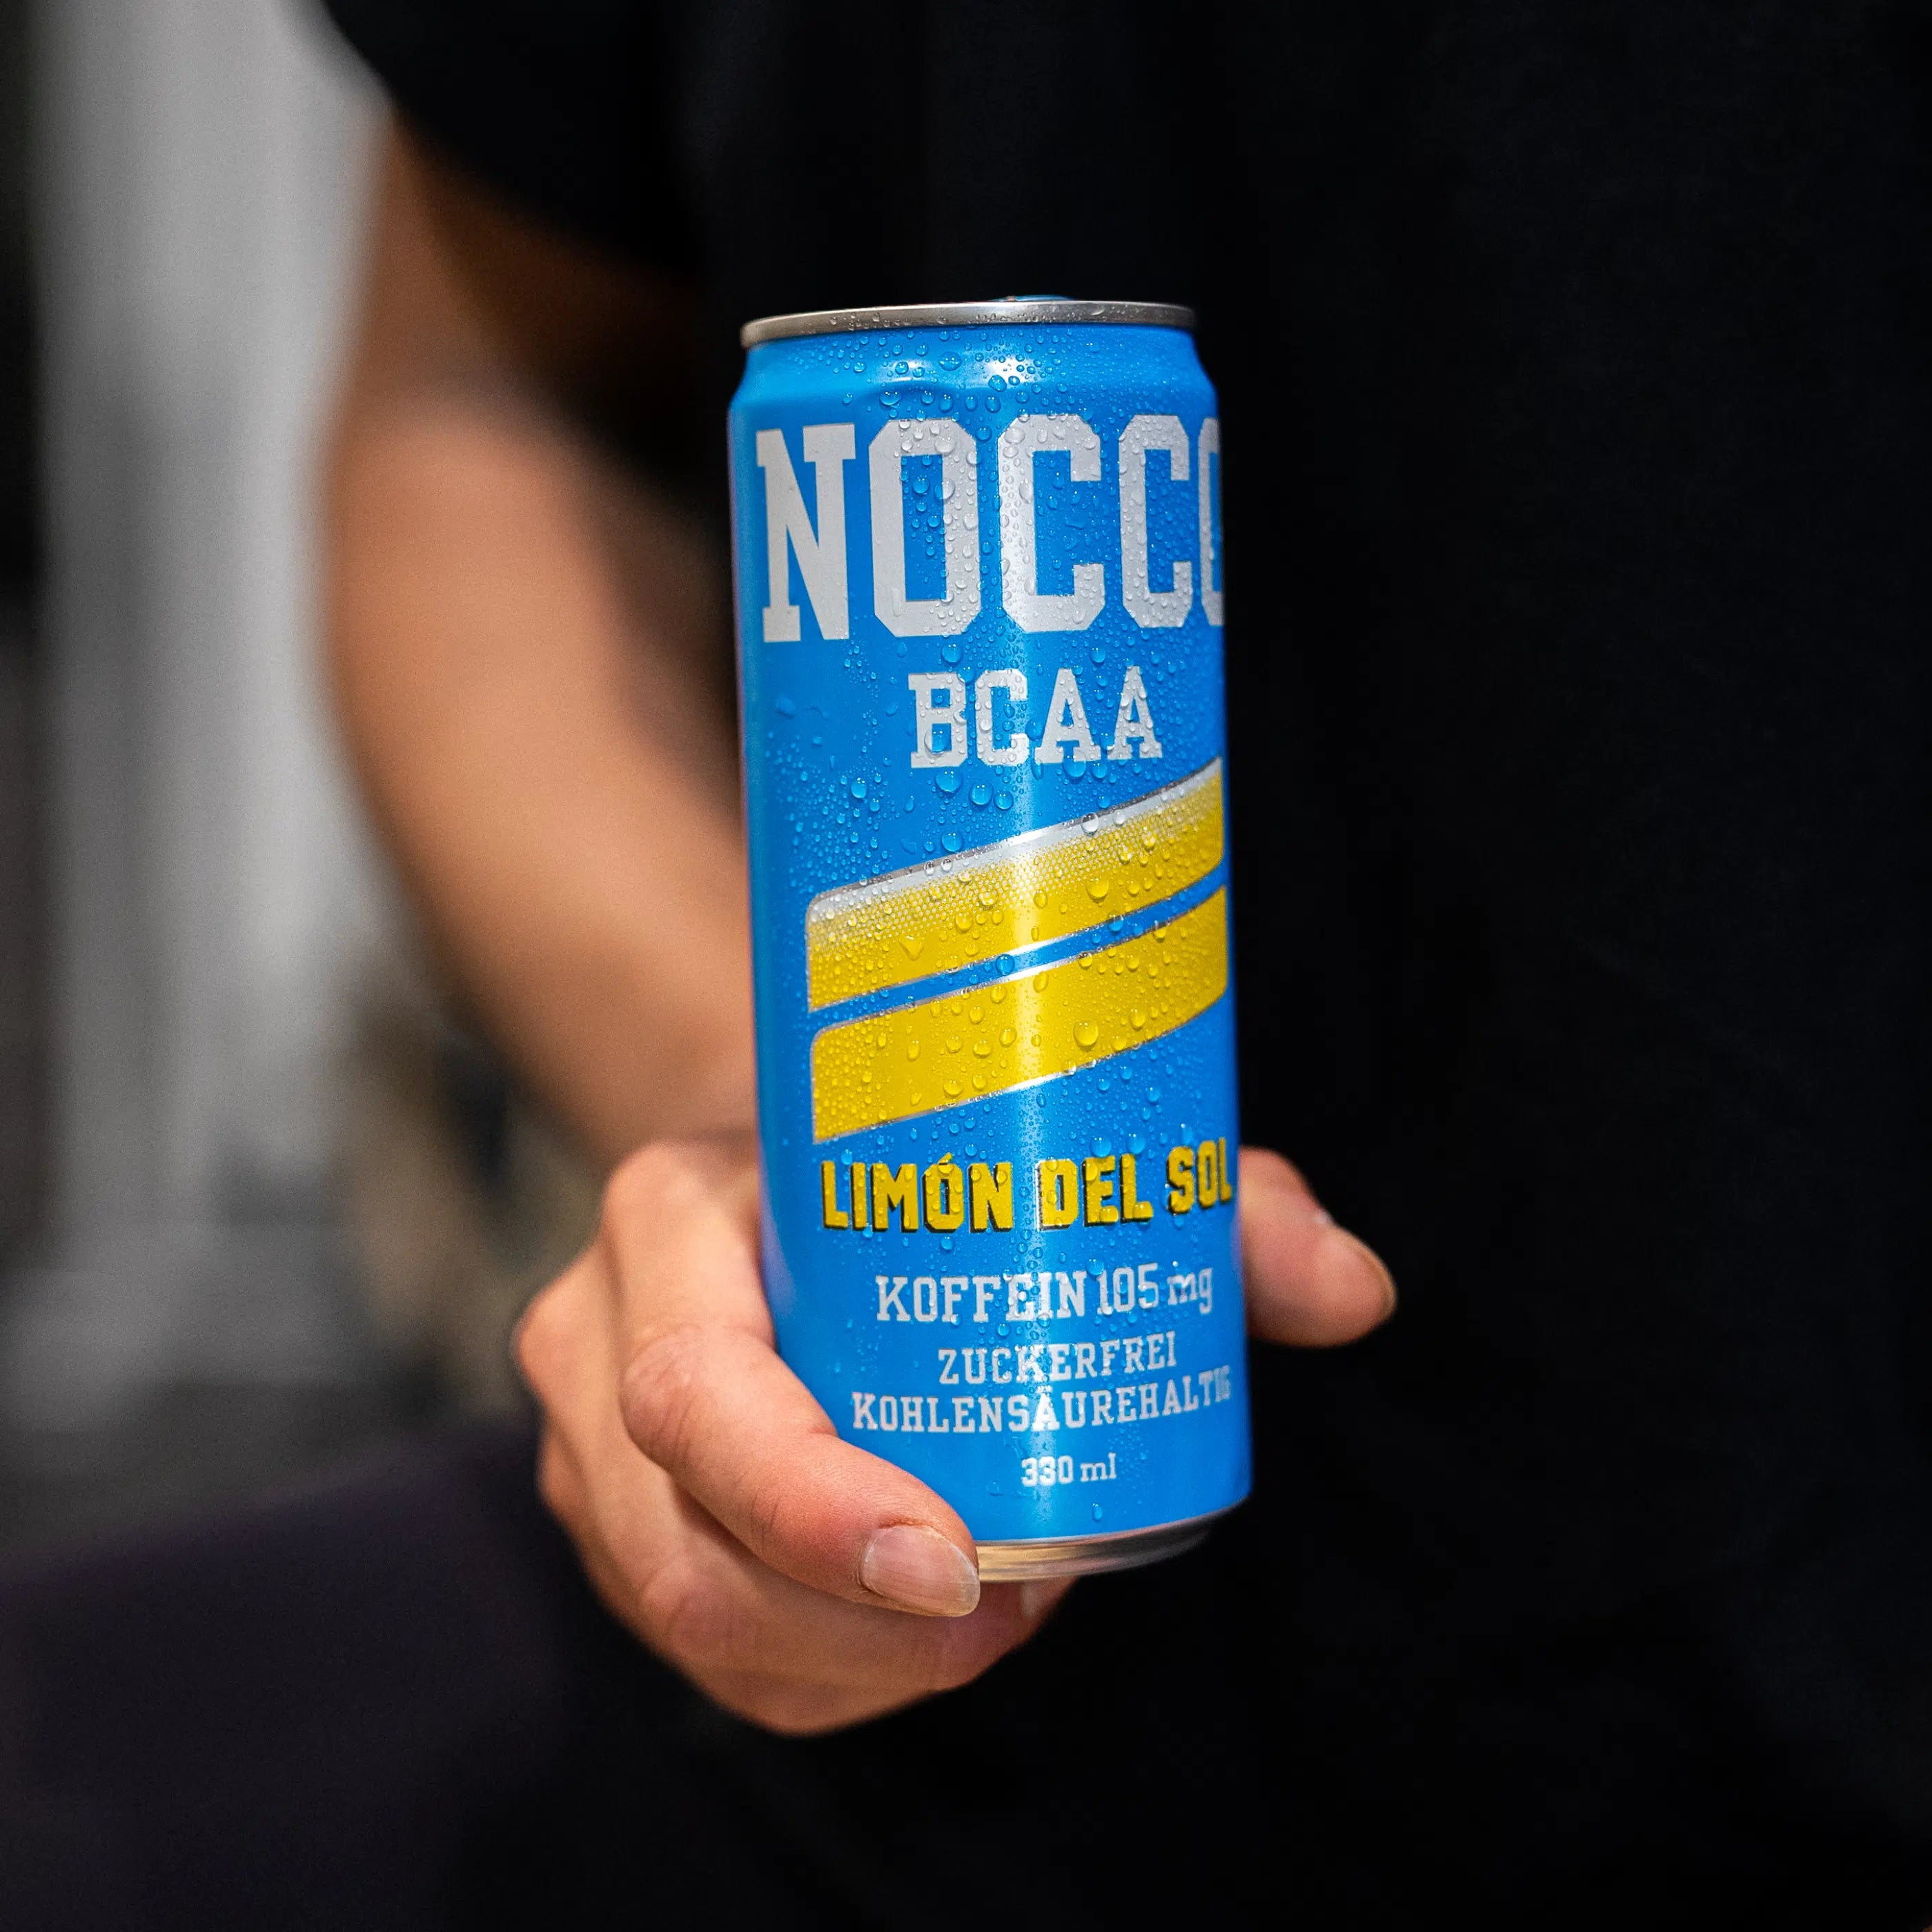 NOCCO
BCAA
LIMÓN DEL SOL
KOFFEIN 105 mg
ZUCKERFREI
KOHLENSÄUREHALTIG
330 ml